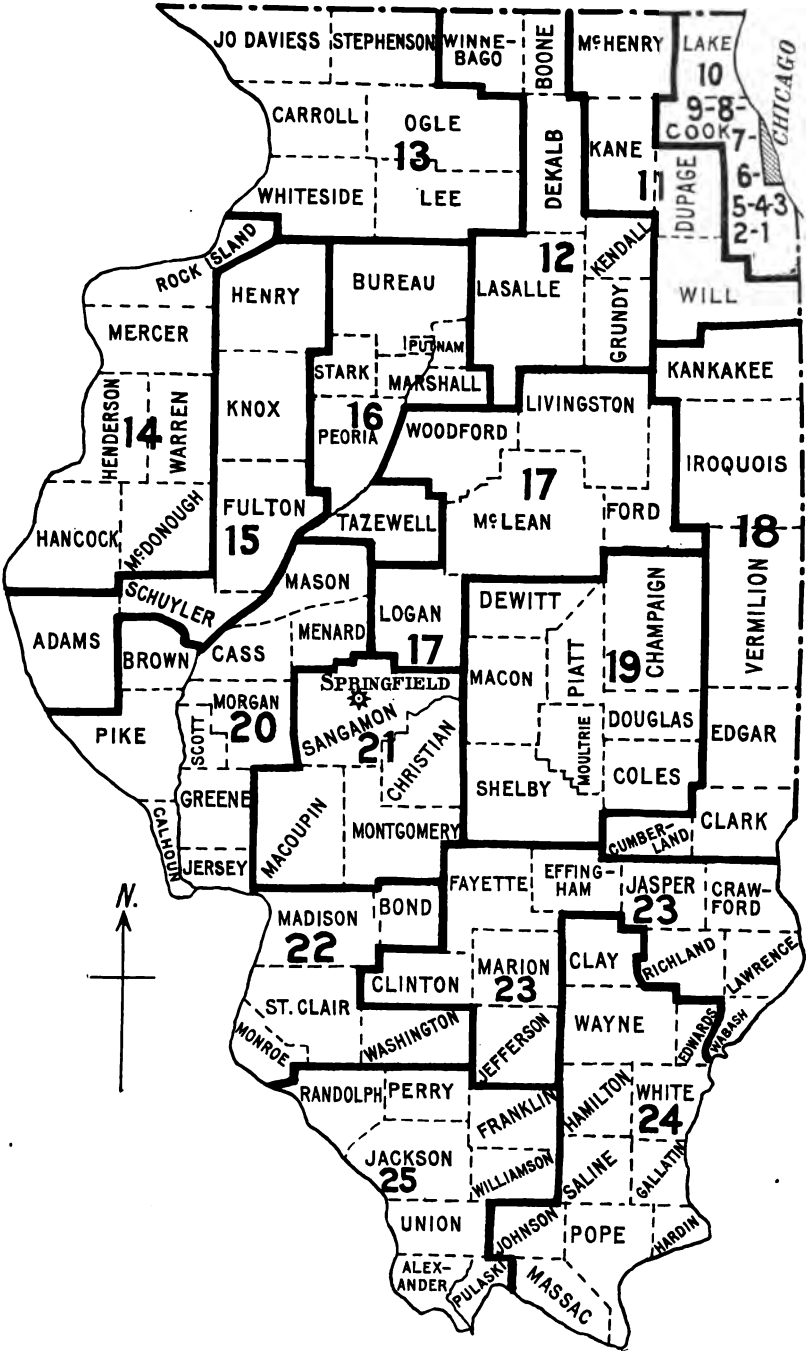 JO DAVIESS
STEPHENSON
WINNE-
BAGO
BOONE
McHENRY
LAKE
10
CHICAGO
9-8-
COOK
7-
6-
5-4-3
2-1
CARROLL
OGLE
13
DEKALB
KANE
11
DUPAGE
WHITESIDE
LEE
ROCK ISLAND
12
KENDALL
HENRY
BUREAU
LASALLE
GRUNDY
WILL
MERCER
PUTNAM
STARK
MARSHALL
KANKAKEE
HENDERSON
14
WARREN
KNOX
16
PEORIA
WOODFORD
LIVINGSTON
IROQUOIS
17
HANCOCK
McDONOUGH
FULTON
15
TAZEWELL
McLEAN
FORD
18
SCHUYLER
MASON
DEWITT
CHAMPAIGN
VERMILION
ADAMS
BROWN
CASS
MENARD
LOGAN
17
MACON
PIATT
19
SPRINGFIELD
PIKE
SCOTT
MORGAN
20
SANGAMON
21
CHRISTIAN
MOULTRIE
DOUGLAS
EDGAR
GREENE
SHELBY
COLES
CALHOUN
MACOUPIN
MONTGOMERY
CUMBER-
LAND
CLARK
JERSEY
N.
FAYETTE
EFFING-
HAM
JASPER
23
CRAW-
FORD
MADISON
22
BOND
CLAY
RICHLAND
LAWRENCE
CLINTON
MARION
23
ST. CLAIR
WAYNE
EDWARDS
WABASH
MONROE
WASHINGTON
JEFFERSON
RANDOLPH
PERRY
FRANKLIN
HAMILTON
WHITE
24
JACKSON
25
WILLIAMSON
SALINE
GALLATIN
UNION
JOHNSON
POPE
HARDIN
ALEX-
ANDER
PULASKI
MASSAC